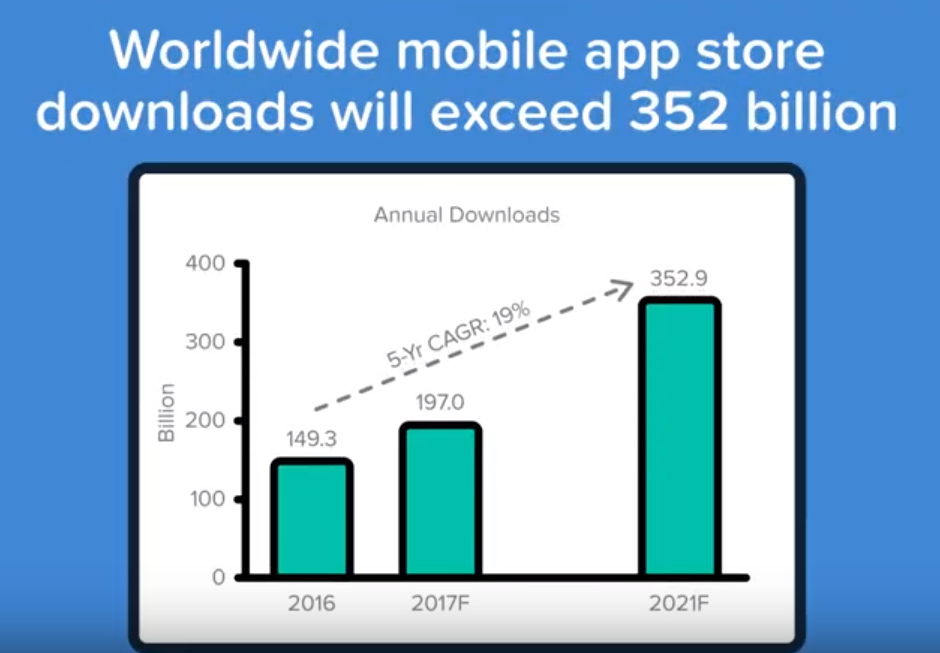 Worldwide mobile app store
downloads will exceed 352 billion
Annual Downloads
400
300
200
100
0
Billion
149.3
197.0
352.9
5-Yr CAGR: 19%
2016
2017F
2021F